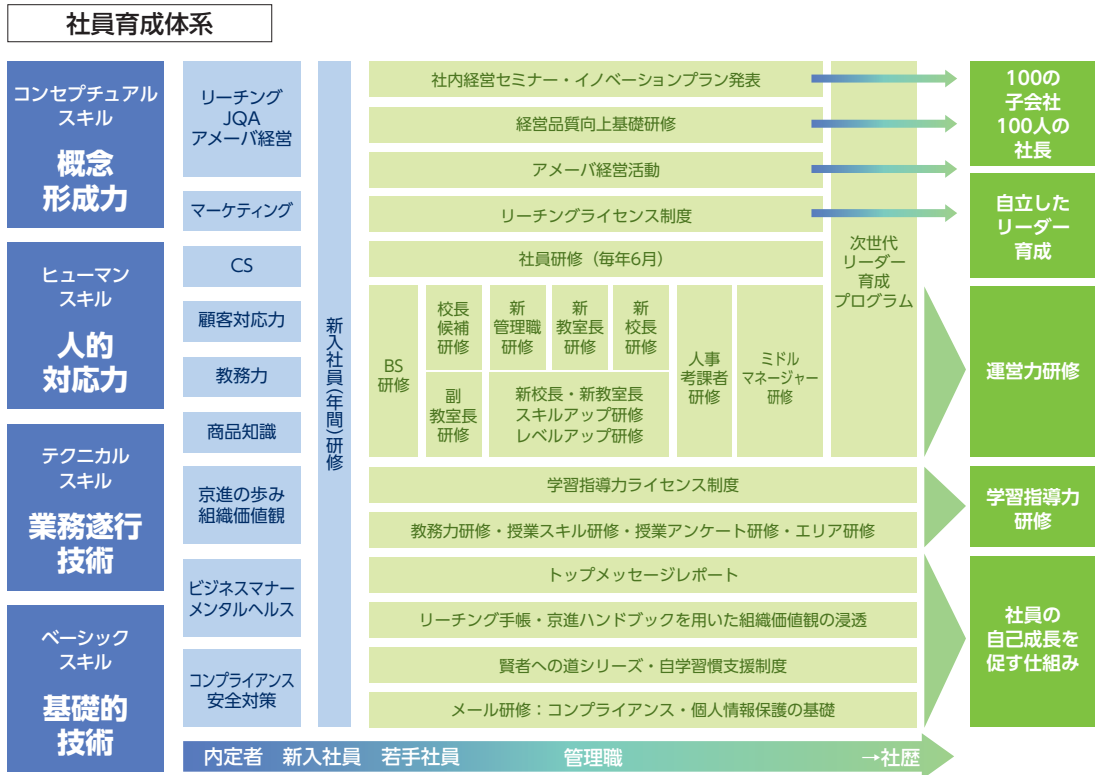 社員育成体系
コンセプチュアル
スキル
概念
形成力
ヒューマン
スキル
人的
対応力
テクニカル
スキル
業務遂行
技術
ベーシック
スキル
基礎的
技術
リーチング
JQA
アメーバ経営
マーケティング
CS
顧客対応力
教務力
商品知識
京進の歩み
組織価値観
ビジネスマナー
メンタルヘルス
コンプライアンス
安全対策
新入社員(年間)研修
社内経営セミナー・イノベーションプラン発表
経営品質向上基礎研修
アメーバ経営活動
リーチングライセンス制度
社員研修（毎年6月）
BS
研修
校長
候補
研修
副
教室長
研修
新
管理職
研修
新
教室長
研修
新
校長
研修
新校長・新教室長
スキルアップ研修
レベルアップ研修
人事
考課者
研修
ミドル
マネージャー
研修
次世代
リーダー
育成
プログラム
学習指導力ライセンス制度
教務力研修・授業スキル研修・授業アンケート研修・エリア研修
トップメッセージレポート
リーチング手帳・京進ハンドブックを用いた組織価値観の浸透
賢者への道シリーズ・自学習慣支援制度
メール研修：コンプライアンス・個人情報保護の基礎
100の
子会社
100人の
社長
自立した
リーダー
育成
運営力研修
学習指導力
研修
社員の
自己成長を
促す仕組み
内定者 新入社員 若手社員 管理職 →社歴